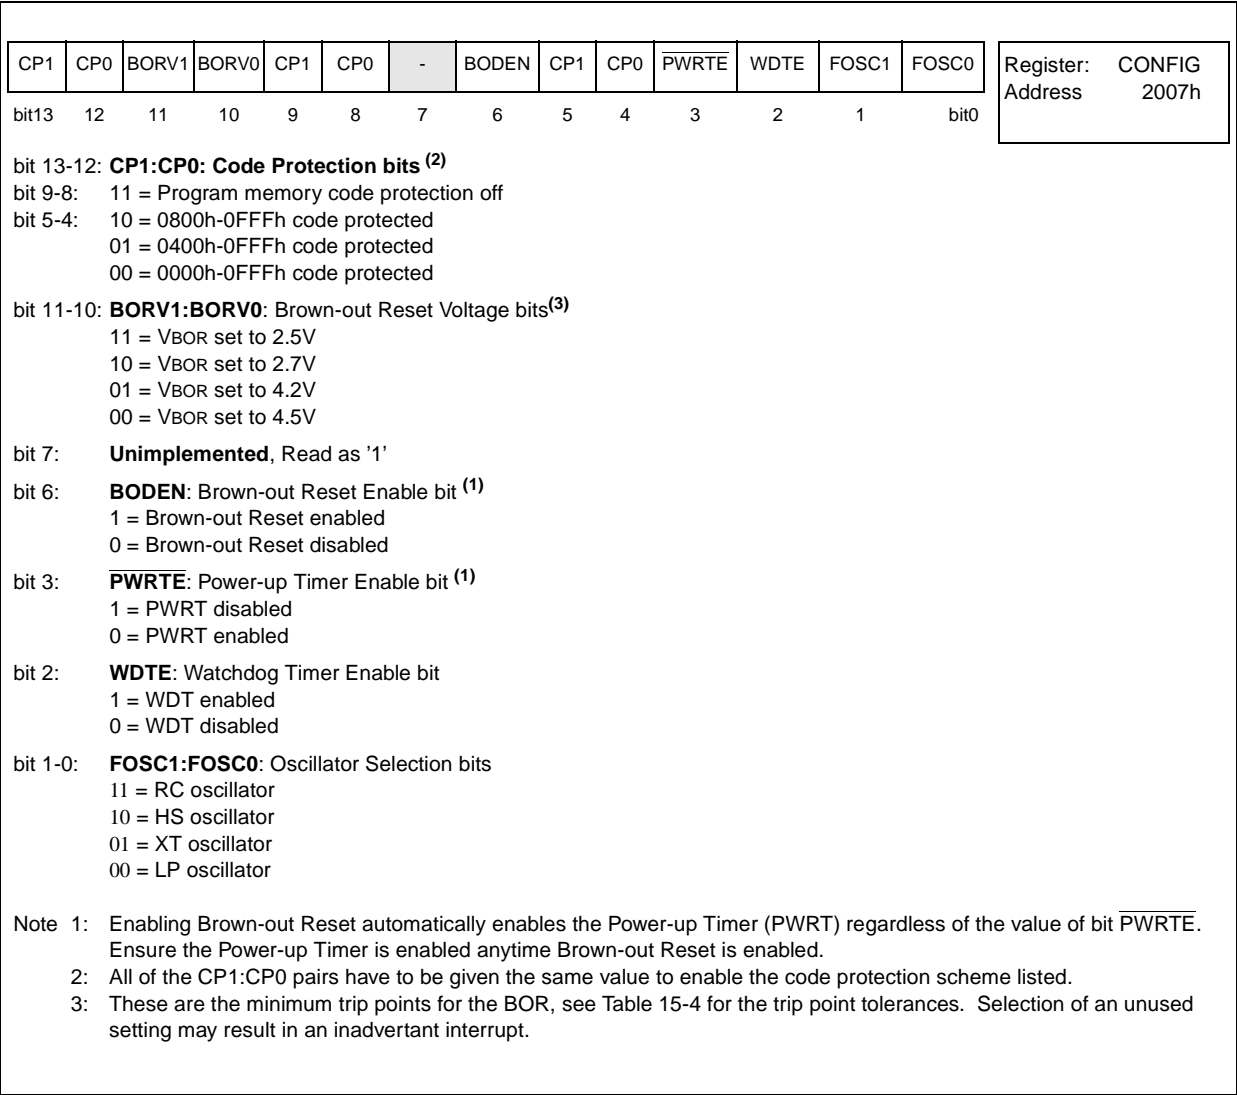 CP1 CP0 BORV1 BORV0 CP1 CP0 - BODEN CP1 CP0 PWRTE WDTE FOSC1 FOSC0
bit13 12 11 10 9 8 7 6 5 4 3 2 1 bit0
Register: CONFIG
Address 2007h
bit 13-12: CP1:CP0: Code Protection bits (2)
bit 9-8: 11 = Program memory code protection off
bit 5-4: 10 = 0800h-0FFFh code protected
01 = 0400h-0FFFh code protected
00 = 0000h-0FFFh code protected
bit 11-10: BORV1:BORV0: Brown-out Reset Voltage bits(3)
11 = VBOR set to 2.5V
10 = VBOR set to 2.7V
01 = VBOR set to 4.2V
00 = VBOR set to 4.5V
bit 7: Unimplemented, Read as ’1’
bit 6: BODEN: Brown-out Reset Enable bit (1)
1 = Brown-out Reset enabled
0 = Brown-out Reset disabled
bit 3: PWRTE: Power-up Timer Enable bit (1)
1 = PWRT disabled
0 = PWRT enabled
bit 2: WDTE: Watchdog Timer Enable bit
1 = WDT enabled
0 = WDT disabled
bit 1-0: FOSC1:FOSC0: Oscillator Selection bits
11 = RC oscillator
10 = HS oscillator
01 = XT oscillator
00 = LP oscillator
Note 1: Enabling Brown-out Reset automatically enables the Power-up Timer (PWRT) regardless of the value of bit PWRTE.
Ensure the Power-up Timer is enabled anytime Brown-out Reset is enabled.
2: All of the CP1:CP0 pairs have to be given the same value to enable the code protection scheme listed.
3: These are the minimum trip points for the BOR, see Table 15-4 for the trip point tolerances. Selection of an unused
setting may result in an inadvertant interrupt.